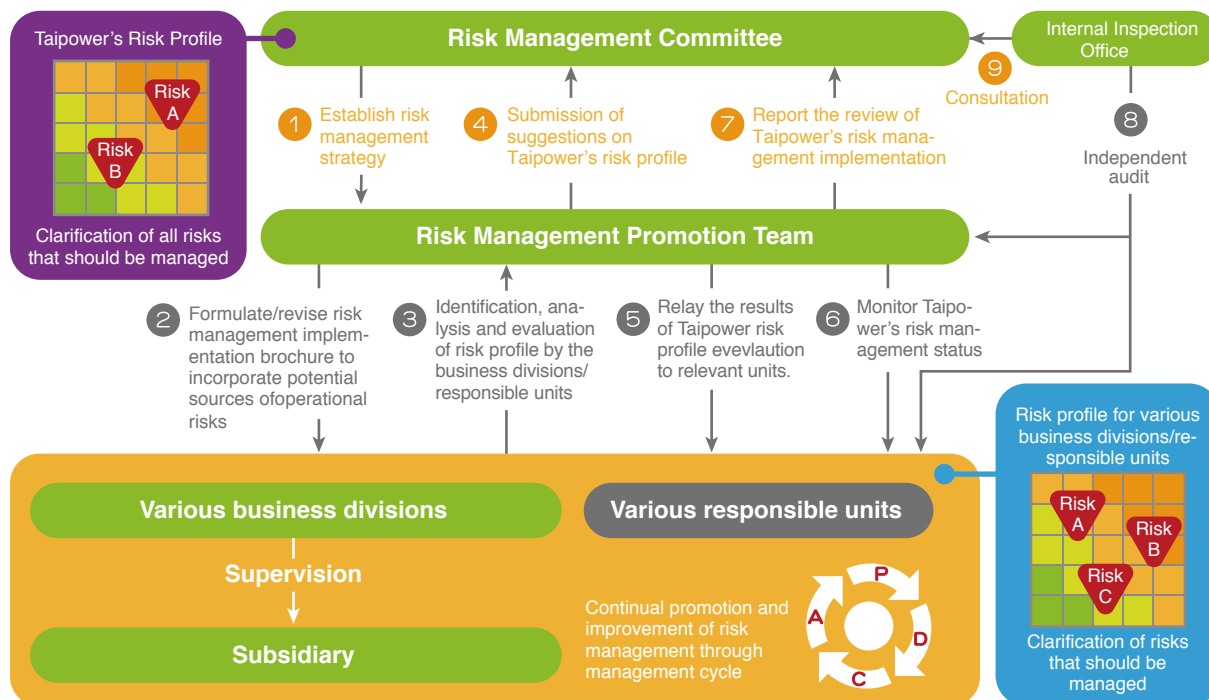 Taipower's Risk Profile
Risk
A
Risk
B
Clarification of all risks
that should be managed
Risk Management Committee
Internal Inspection
Office
9
Consultation
1
Establish risk
management
strategy
4
Submission of
suggestions on
Taipower's risk profile
7
Report the review of
Taipower's risk man-
agement implementation
8
Independent
audit
Risk Management Promotion Team
2
Formulate/revise risk
management implem-
entation brochure to
incorporate potential
sources ofoperational
risks
3
Identification, ana-
lysis and evaluation
of risk profile by the
business divisions/
responsible units
5
Relay the results
of Taipower risk
profile evevlaution
to relevant units.
6
Monitor Taipo-
wer's risk man-
agement status
Various business divisions
Supervision
Subsidiary
Various responsible units
Continual promotion and
improvement of risk
management through
management cycle
P
D
C
A
Risk profile for various
business divisions/re-
sponsible units
Risk
A
Risk
B
Risk
C
Clarification of risks
that should be
managed